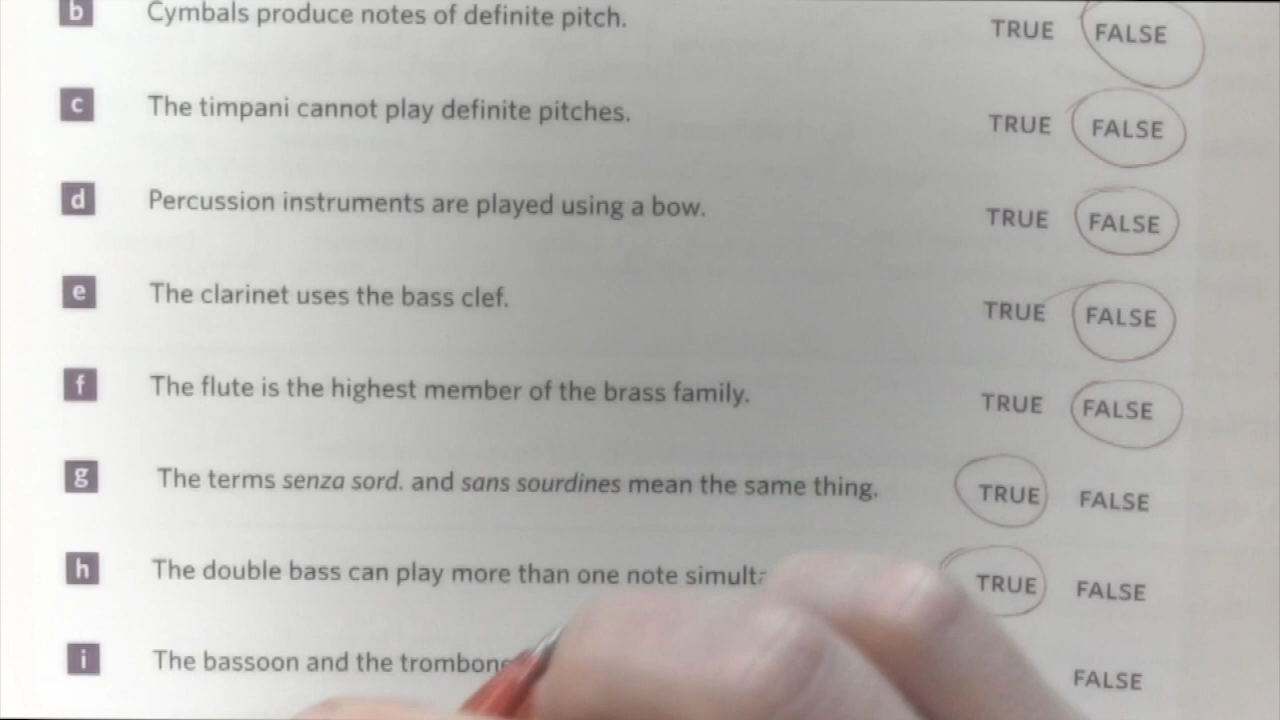 b Cymbals produce notes of definite pitch. TRUE FALSE
c The timpani cannot play definite pitches. TRUE FALSE
d Percussion instruments are played using a bow. TRUE FALSE
e The clarinet uses the bass clef. TRUE FALSE
f The flute is the highest member of the brass family. TRUE FALSE
g The terms senza sord. and sans sourdines mean the same thing. TRUE FALSE
h The double bass can play more than one note TRUE FALSE
i The bassoon and the trombone FALSE